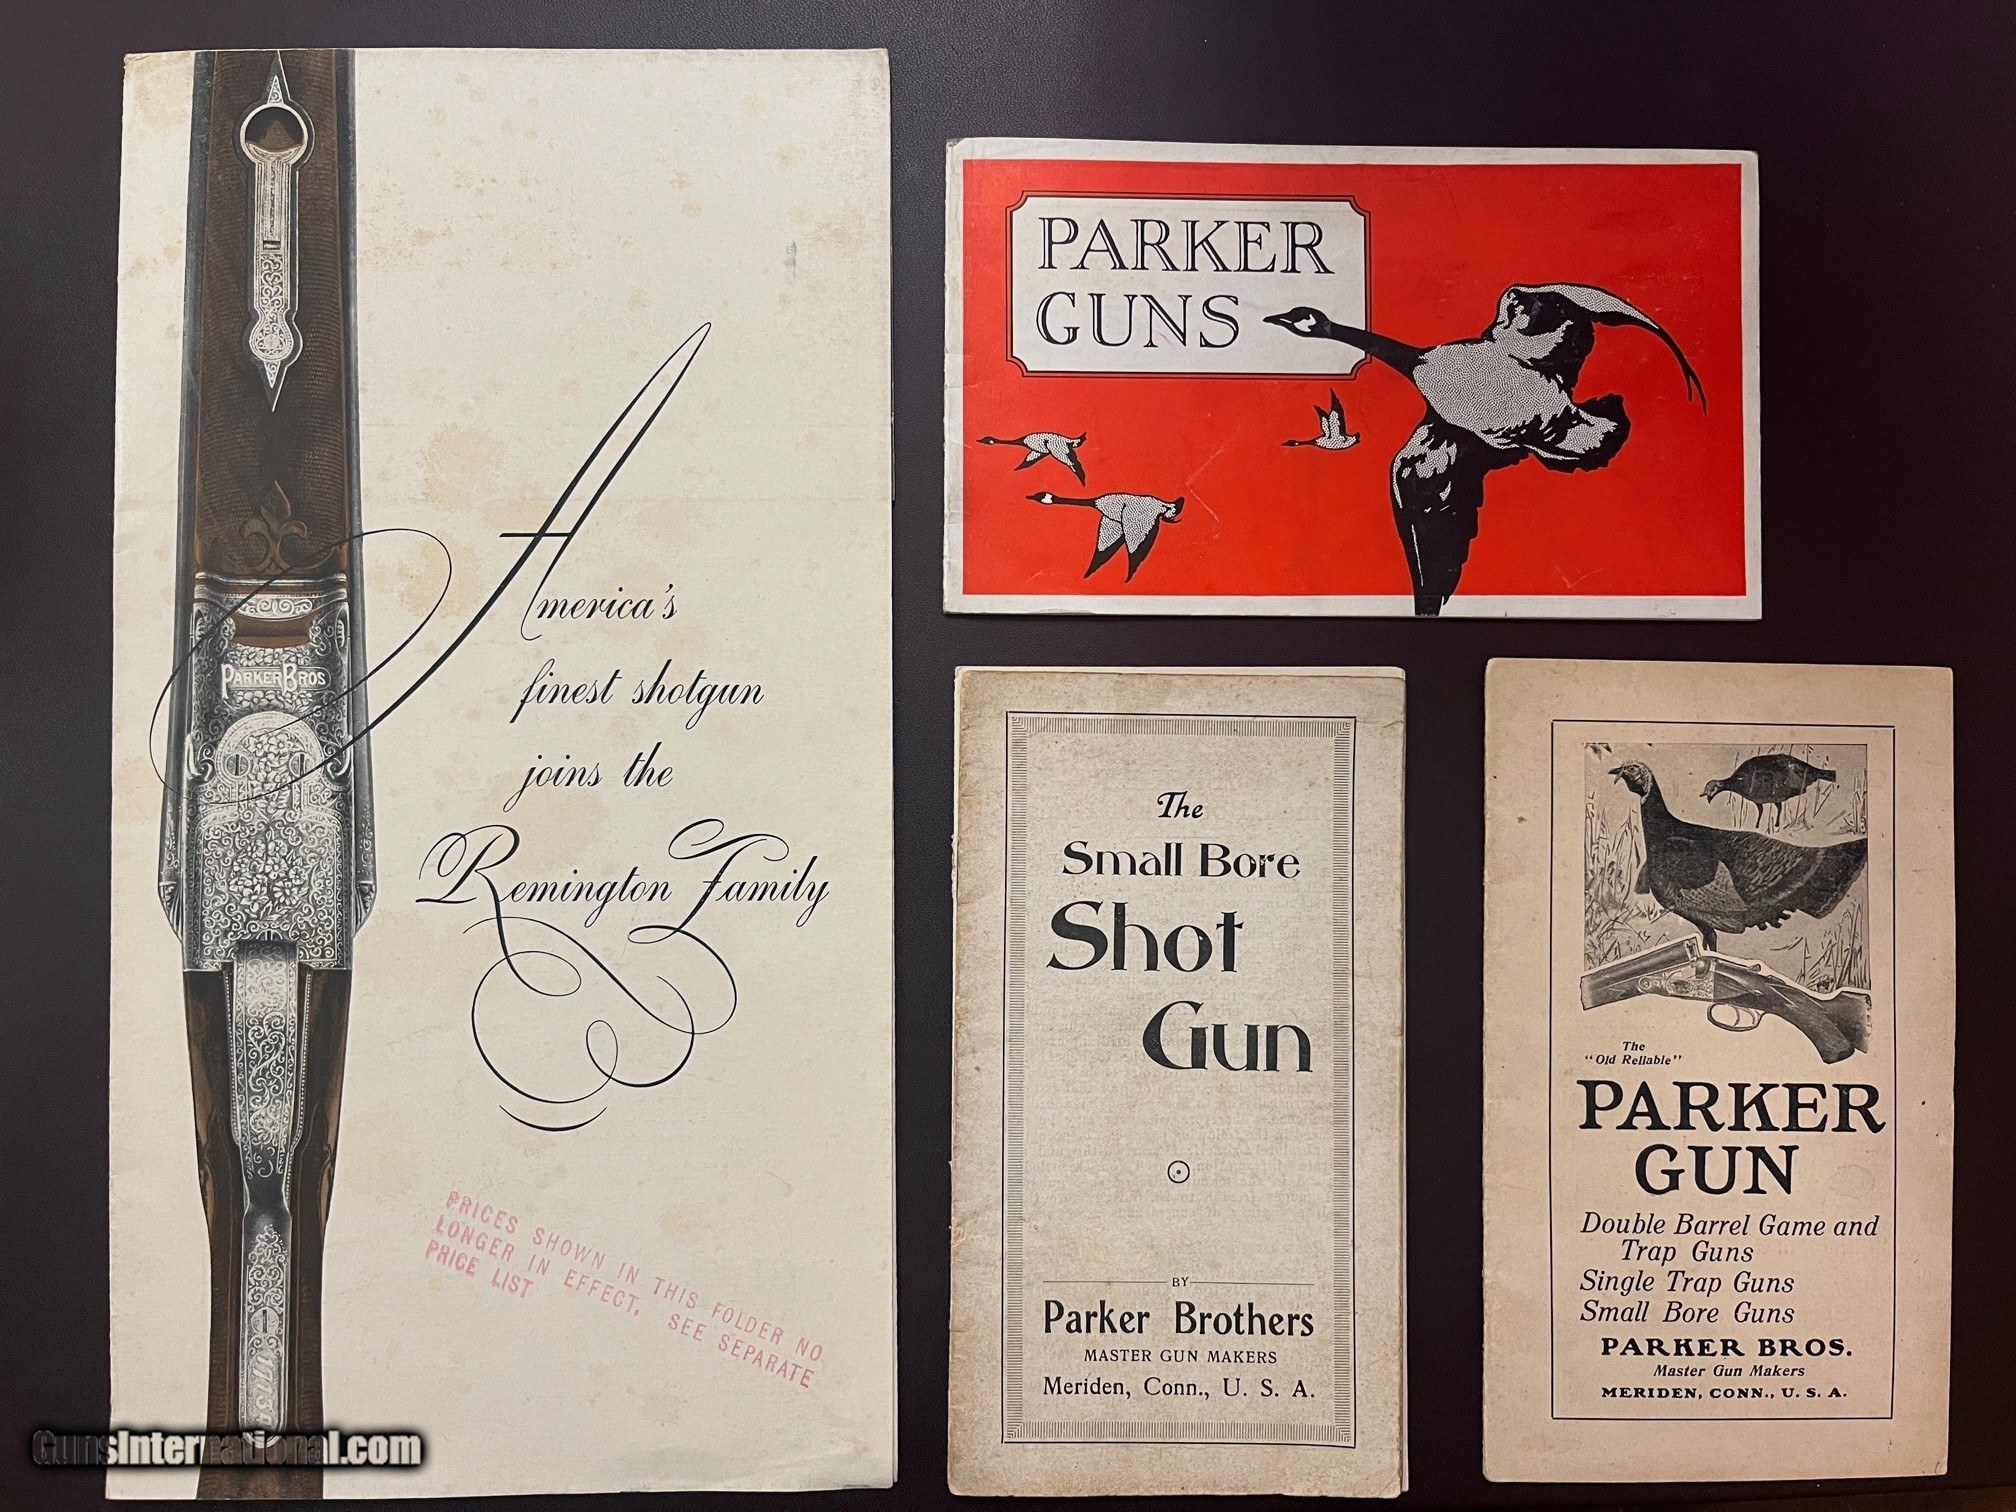 PARKER BROS
America's
finest shotgun
joins the
Remington Family
PRICES SHOWN IN THIS FOLDER NO
LONGER IN EFFECT, SEE SEPARATE
PRICE LIST
GunsInternational.com
PARKER
GUNS
The
Small Bore
Shot
Gun
BY
Parker Brothers
MASTER GUN MAKERS
Meriden, Conn., U. S. A.
The
"Old Reliable"
PARKER
GUN
Double Barrel Game and
Trap Guns
Single Trap Guns
Small Bore Guns
PARKER BROS.
Master Gun Makers
MERIDEN, CONN., U. S. A.